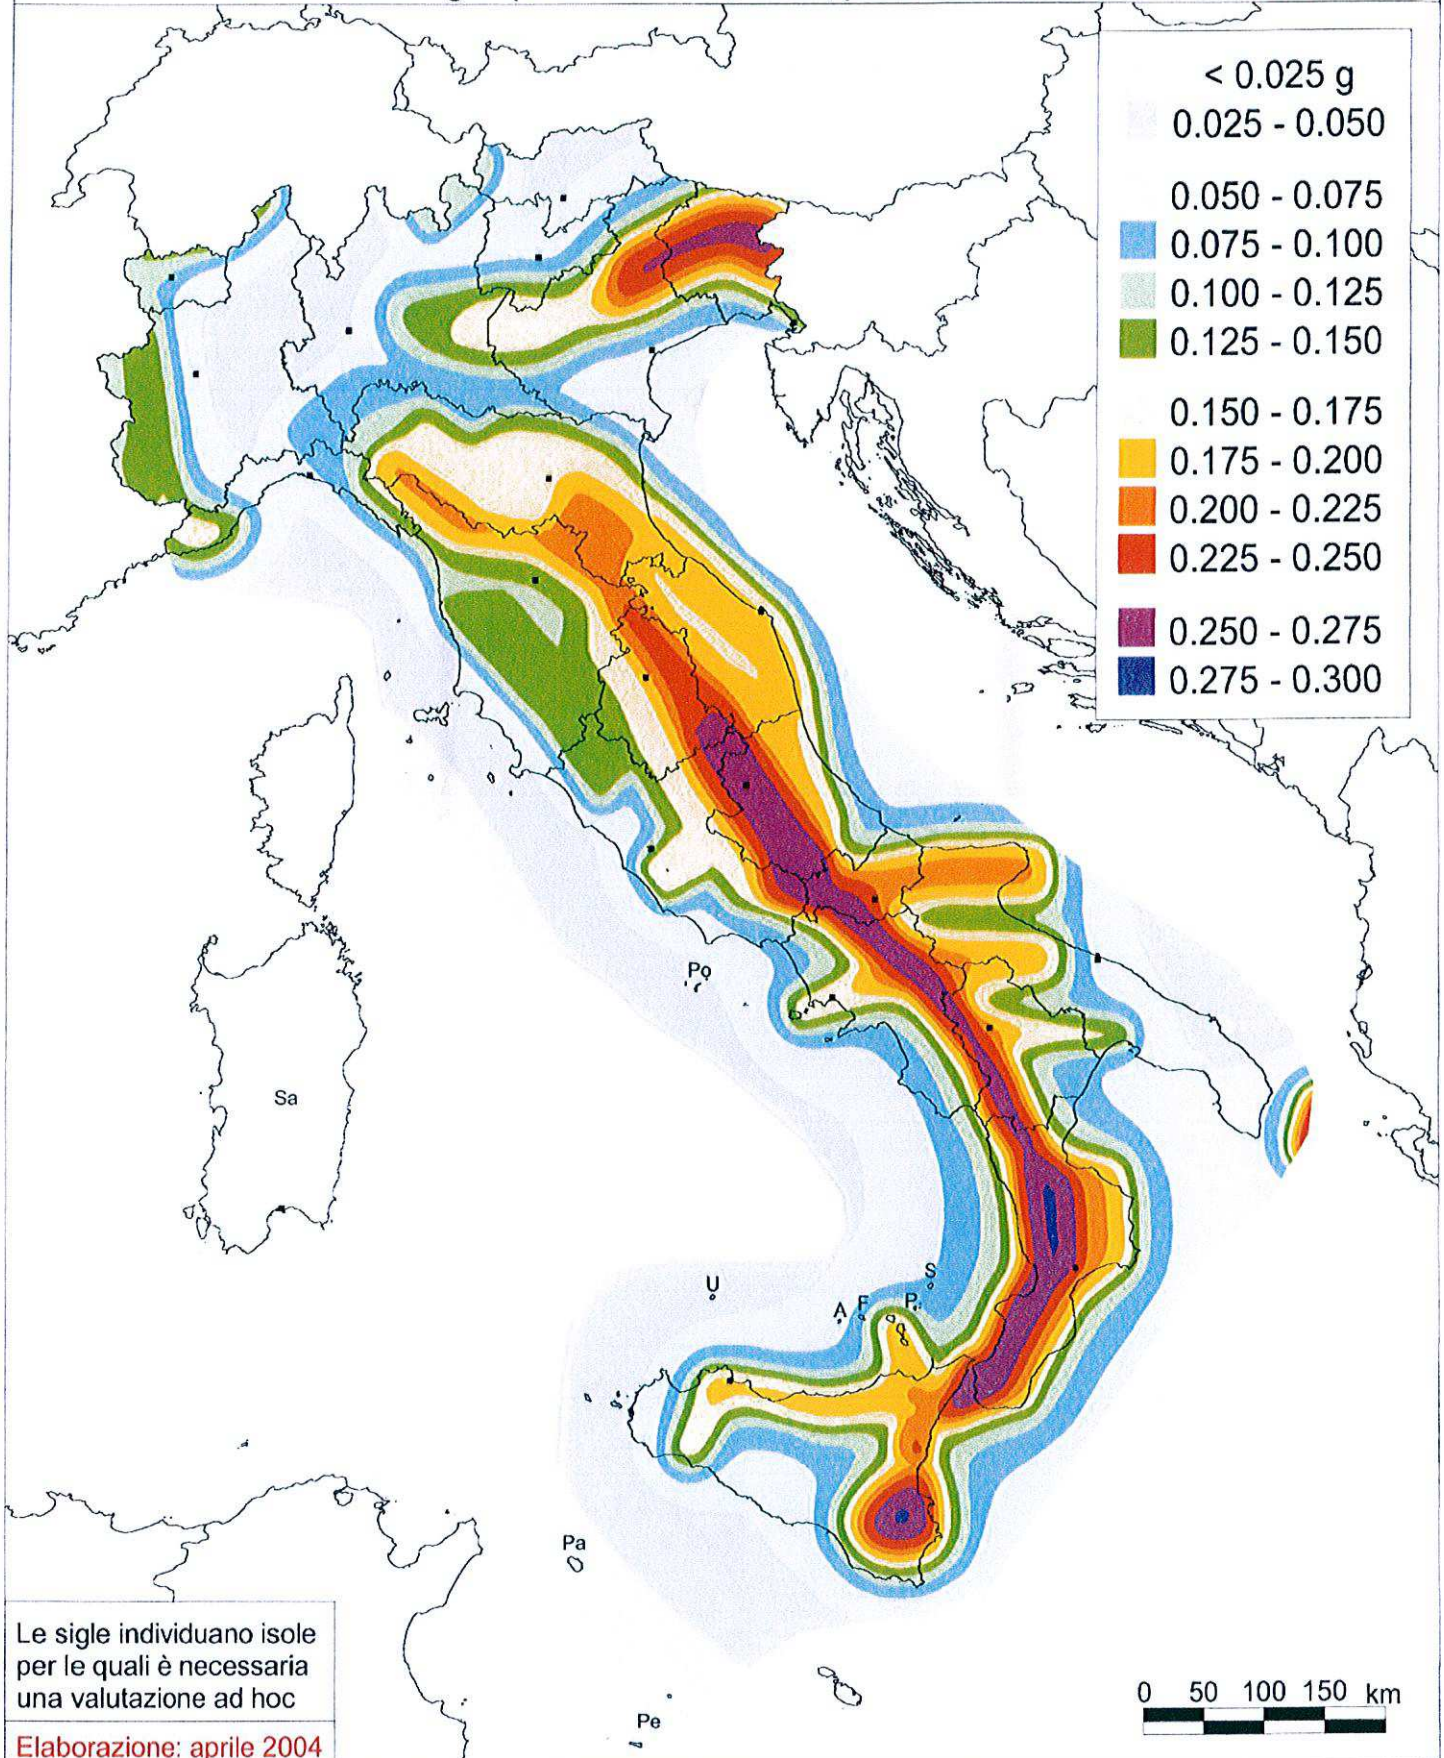 < 0.025 g
0.025 - 0.050
0.050 - 0.075
0.075 - 0.100
0.100 - 0.125
0.125 - 0.150
0.150 - 0.175
0.175 - 0.200
0.200 - 0.225
0.225 - 0.250
0.250 - 0.275
0.275 - 0.300
Po
Sa
U
S
A
F
P
Pa
Pe
Le sigle individuano isole
per le quali è necessaria
una valutazione ad hoc
Elaborazione: aprile 2004
0 50 100 150 km